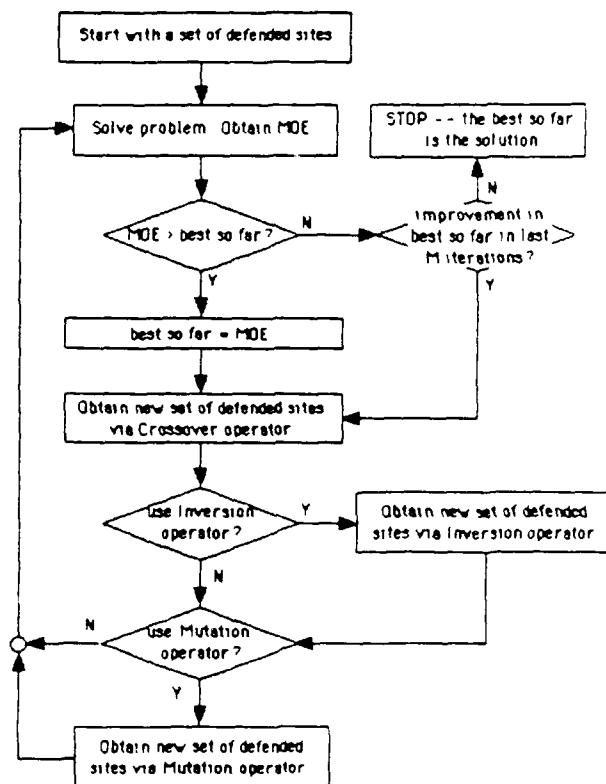 Start with a set of defended sites
Solve problem Obtain MOE
STOP -- the best so far
is the solution
MOE > best so far?
N
N
improvement in
best so far in last
M iterations?
Y
Y
best so far = MOE
Obtain new set of defended sites
via Crossover operator
use Inversion
operator?
Y
Obtain new set of defended
sites via Inversion operator
N
use Mutation
operator?
N
Y
Obtain new set of defended
sites via Mutation operator